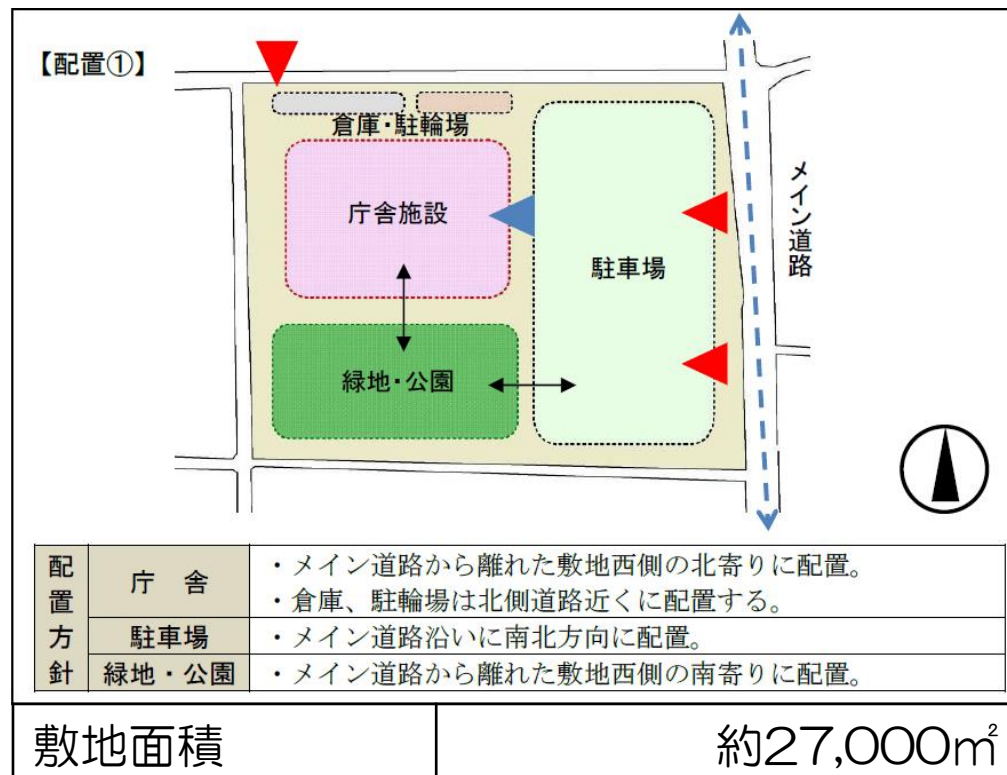 【配置①】
倉庫・駐輪場
庁舎施設
駐車場
メイン道路
緑地・公園
配置方針
庁 舎
・メイン道路から離れた敷地西側の北寄りに配置。
・倉庫、駐輪場は北側道路近くに配置する。
駐車場
・メイン道路沿いに南北方向に配置。
緑地・公園
・メイン道路から離れた敷地西側の南寄りに配置。
敷地面積
約27,000㎡